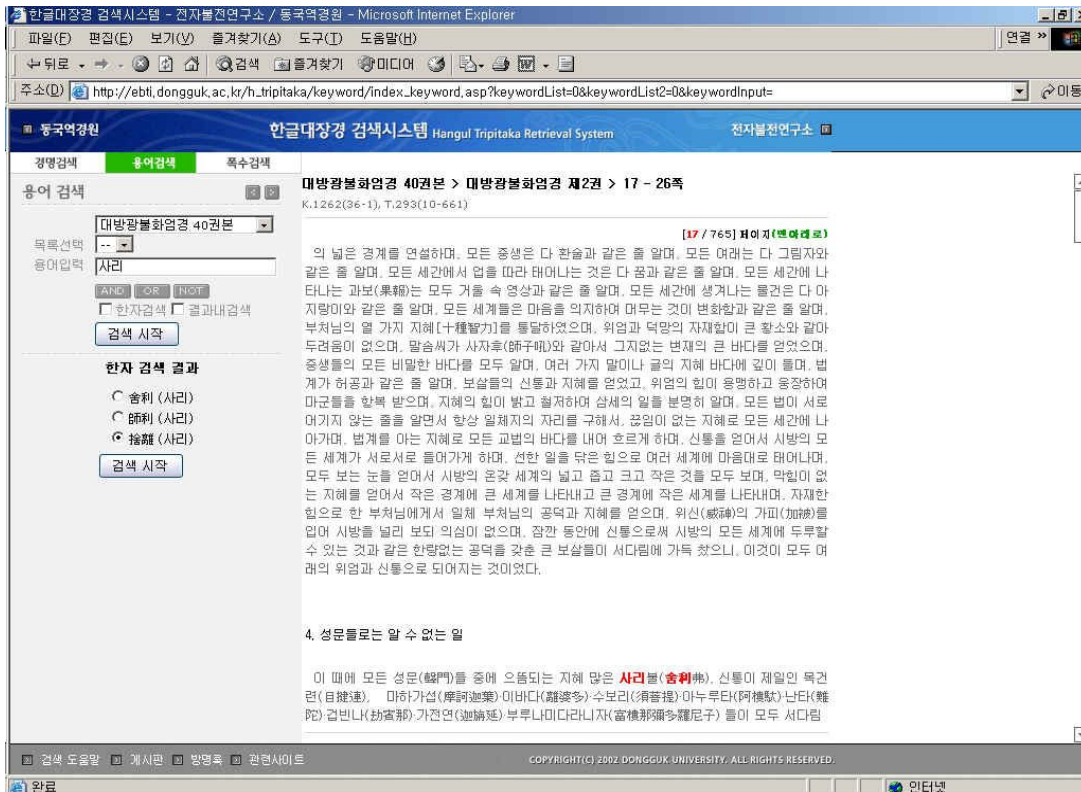 한글대장경 검색시스템 - 전자불전연구소 / 동국역경원 - Microsoft Internet Explorer
파일(F) 편집(E) 보기(V) 즐겨찾기(A) 도구(T) 도움말(H) 연결 »
뒤로 검색 즐겨찾기 미디어
주소(D) http://ebti.dongguk.ac.kr/h_tripitaka/keyword/index_keyword.asp?keywordList=0&keywordList2=0&keywordInput= 이동
동국역경원 한글대장경 검색시스템 Hangul Tripitaka Retrieval System 전자불전연구소
경명검색 용어검색 폭수검색
용어 검색
대방광불화엄경 40권본
목록선택 --
용어입력 사리
AND OR NOT
한자검색 결과내검색
검색 시작
한자 검색 결과
舍利 (사리)
師利 (사리)
捨離 (사리)
검색 시작
대방광불화엄경 40권본 > 대방광불화엄경 제2권 > 17 - 26쪽
K.1262(36-1), T.293(10-661)
[17 / 765] 페이지(맨아래로)
의 넓은 경계를 연설하며, 모든 중생은 다 환술과 같은 줄 알며, 모든 여래는 다 그림자와
같은 줄 알며, 모든 세간에서 업을 따라 태어나는 것은 다 꿈과 같은 줄 알며, 모든 세간에 나
타나는 과보(果報)는 모두 거울 속 영상과 같은 줄 알며, 모든 세간에 생겨나는 물건은 다 아
지랑이와 같은 줄 알며, 모든 세계들은 마음을 의지하여 머무는 것이 변화함과 같은 줄 알며,
부처님의 열 가지 지혜[十種智力]를 통달하였으며, 위엄과 덕망의 자재함이 큰 황소와 같아
두려움이 없으며, 말솜씨가 사자후(師子吼)와 같아서 그지없는 변재의 큰 바다를 얻었으며,
중생들의 모든 비밀한 바다를 모두 알며, 여러 가지 말이나 글의 지혜 바다에 깊이 들며, 법
계가 허공과 같은 줄 알며, 보살들의 신통과 지혜를 얻었고, 위엄의 힘이 용맹하고 웅장하여
마군들을 항복 받으며, 지혜의 힘이 밝고 철저하여 삼세의 일을 분명히 알며, 모든 법이 서로
어기지 않는 줄을 알면서 항상 일체지의 자리를 구해서, 끊임이 없는 지혜로 모든 세간에 나
아가며, 법계를 아는 지혜로 모든 교법의 바다를 내어 흐르게 하며, 신통을 얻어서 시방의 모
든 세계가 서로서로 들어가게 하며, 선한 일을 닦은 힘으로 여러 세계에 마음대로 태어나며,
모두 보는 눈을 얻어서 시방의 온갖 세계의 넓고 좁고 크고 작은 것을 모두 보며, 막힘이 없
는 지혜를 얻어서 작은 경계에 큰 세계를 나타내고 큰 경계에 작은 세계를 나타내며, 자재한
힘으로 한 부처님에게서 일체 부처님의 공덕과 지혜를 얻으며, 위신(威神)의 가피(加被)를
입어 시방을 널리 보되 의심이 없으며, 잠깐 동안에 신통으로써 시방의 모든 세계에 두루할
수 있는 것과 같은 한량없는 공덕을 갖춘 큰 보살들이 서다림에 가득 찼으니, 이것이 모두 여
래의 위엄과 신통으로 되어지는 것이었다.
4. 성문들로는 알 수 없는 일
이 때에 모든 성문(聲聞)들 중에 으뜸되는 지혜 많은 사리불(舍利弗), 신통이 제일인 목건
련(目揵連), 마하가섭(摩訶迦葉)·이바다(離婆多)·수보리(須菩提)·아누루타(阿㝹馱)·난타(難
陀)·겁빈나(劫賓那)·가전연(迦旃延)·부루나미다라니자(富樓那彌多羅尼子) 들이 모두 서다림
검색 도움말 게시판 방명록 관련사이트 COPYRIGHT(C) 2002 DONGGUK UNIVERSITY. ALL RIGHTS RESERVED.
완료 인터넷